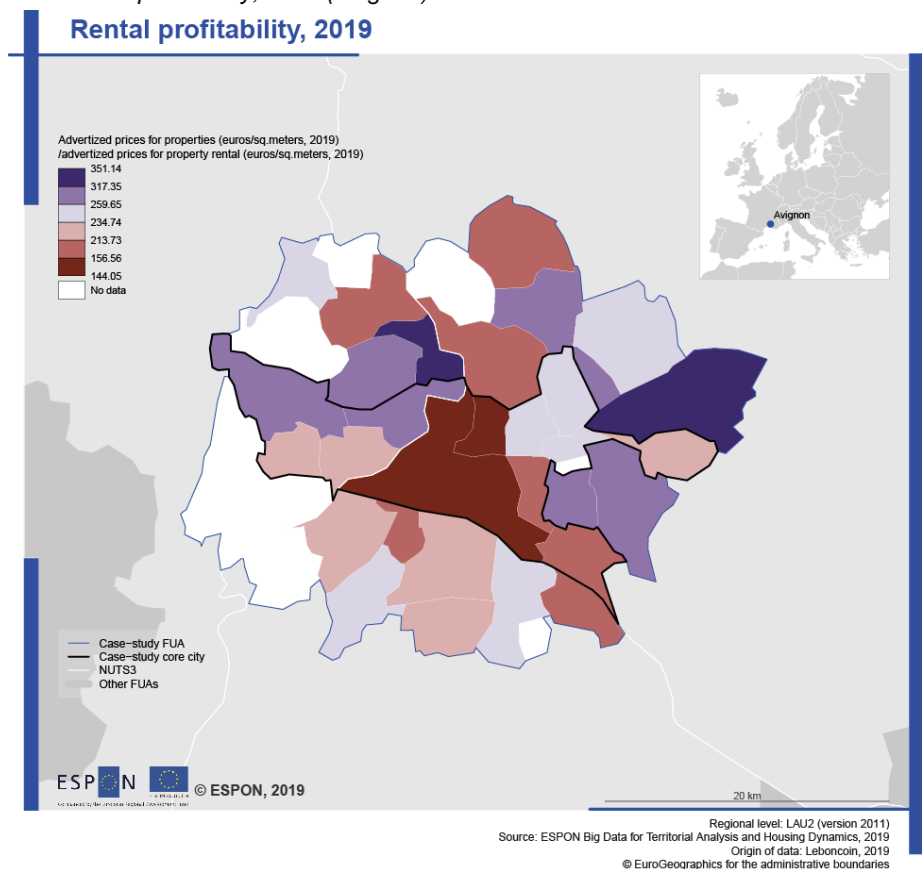 Rental profitability, 2019
Avignon
Advertized prices for properties (euros/sq.meters, 2019)
/advertized prices for property rental (euros/sq.meters, 2019)
351.14
317.35
259.65
234.74
213.73
156.56
144.05
No data
Case-study FUA
Case-study core city
NUTS3
Other FUAs
ESPON
© ESPON, 2019
20 km
Regional level: LAU2 (version 2011)
Source: ESPON Big Data for Territorial Analysis and Housing Dynamics, 2019
Origin of data: Leboncoin, 2019
© EuroGeographics for the administrative boundaries